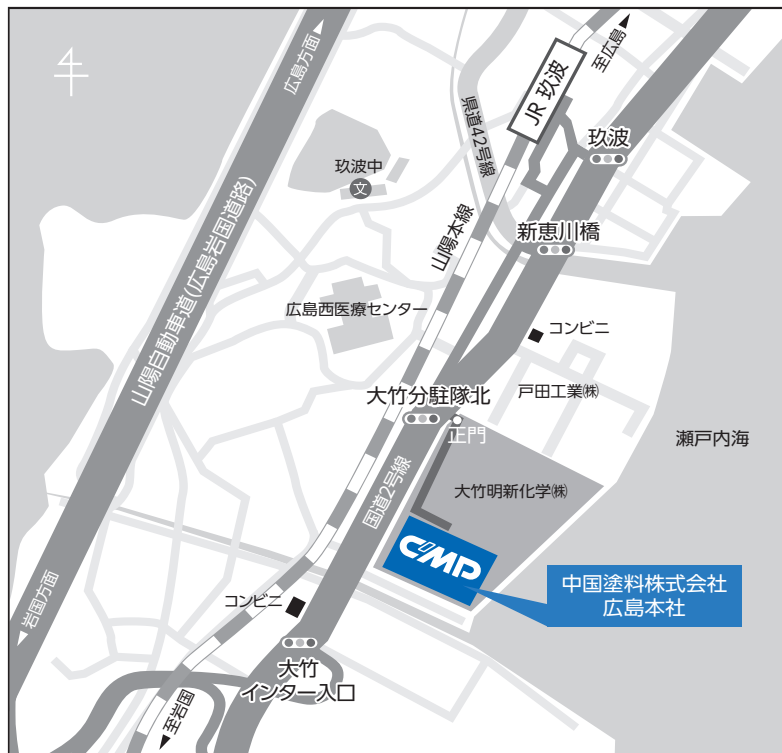 広島方面
JR 玖波
至広島
県道42号線
玖波
玖波中
文
山陽本線
新恵川橋
山陽自動車道(広島岩国道路)
広島西医療センター
コンビニ
戸田工業㈱
大竹分駐隊北
正門
瀬戸内海
国道2号線
大竹明新化学㈱
CMP
中国塗料株式会社
広島本社
岩国方面
コンビニ
大竹
インター入口
至岩国